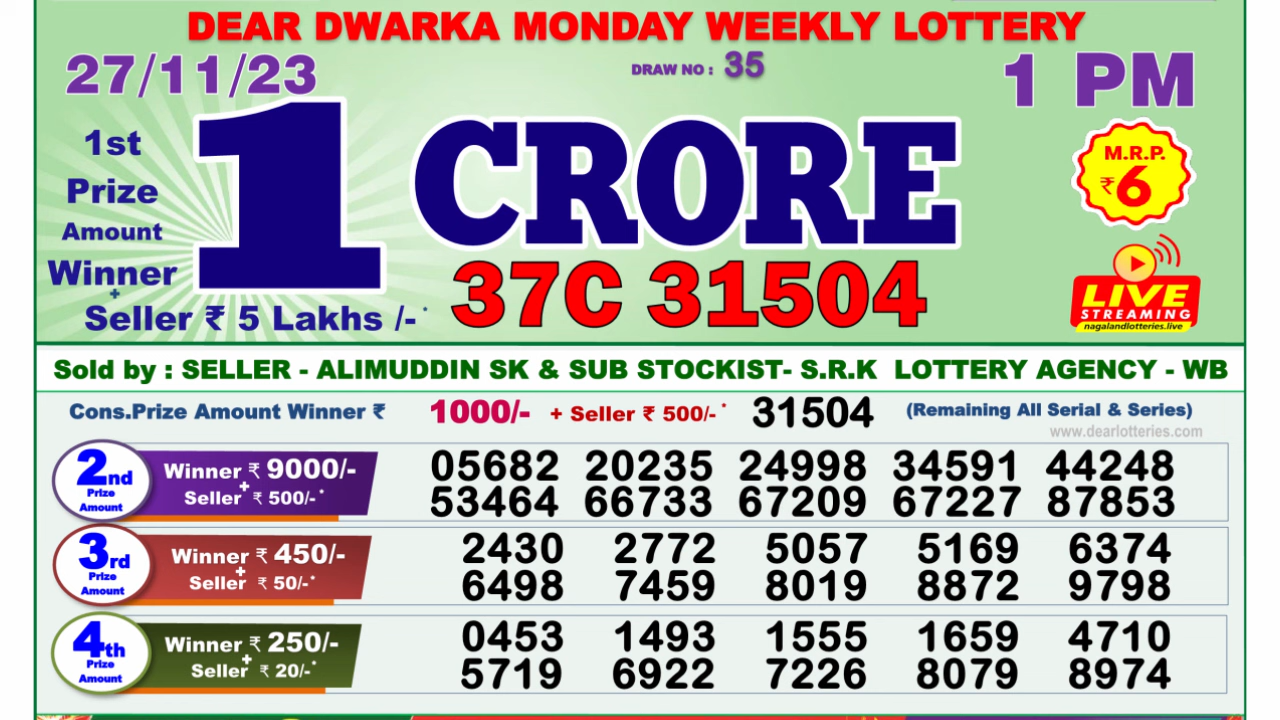 DEAR DWARKA MONDAY WEEKLY LOTTERY
27/11/23
DRAW NO : 35
1 PM
1st
Prize
Amount
Winner
+
Seller ₹ 5 Lakhs /-*
1 CRORE
37C 31504
M.R.P.
₹6
LIVE
STREAMING
nagalandlotteries.live
Sold by : SELLER - ALIMUDDIN SK & SUB STOCKIST- S.R.K LOTTERY AGENCY - WB
Cons.Prize Amount Winner ₹ 1000/- + Seller ₹ 500/-* 31504 (Remaining All Serial & Series)
www.dearlotteries.com
2nd
Prize
Amount
Winner ₹ 9000/-
+
Seller ₹ 500/-*
05682 20235 24998 34591 44248
53464 66733 67209 67227 87853
3rd
Prize
Amount
Winner ₹ 450/-
+
Seller ₹ 50/-*
2430 2772 5057 5169 6374
6498 7459 8019 8872 9798
4th
Prize
Amount
Winner ₹ 250/-
+
Seller ₹ 20/-*
0453 1493 1555 1659 4710
5719 6922 7226 8079 8974